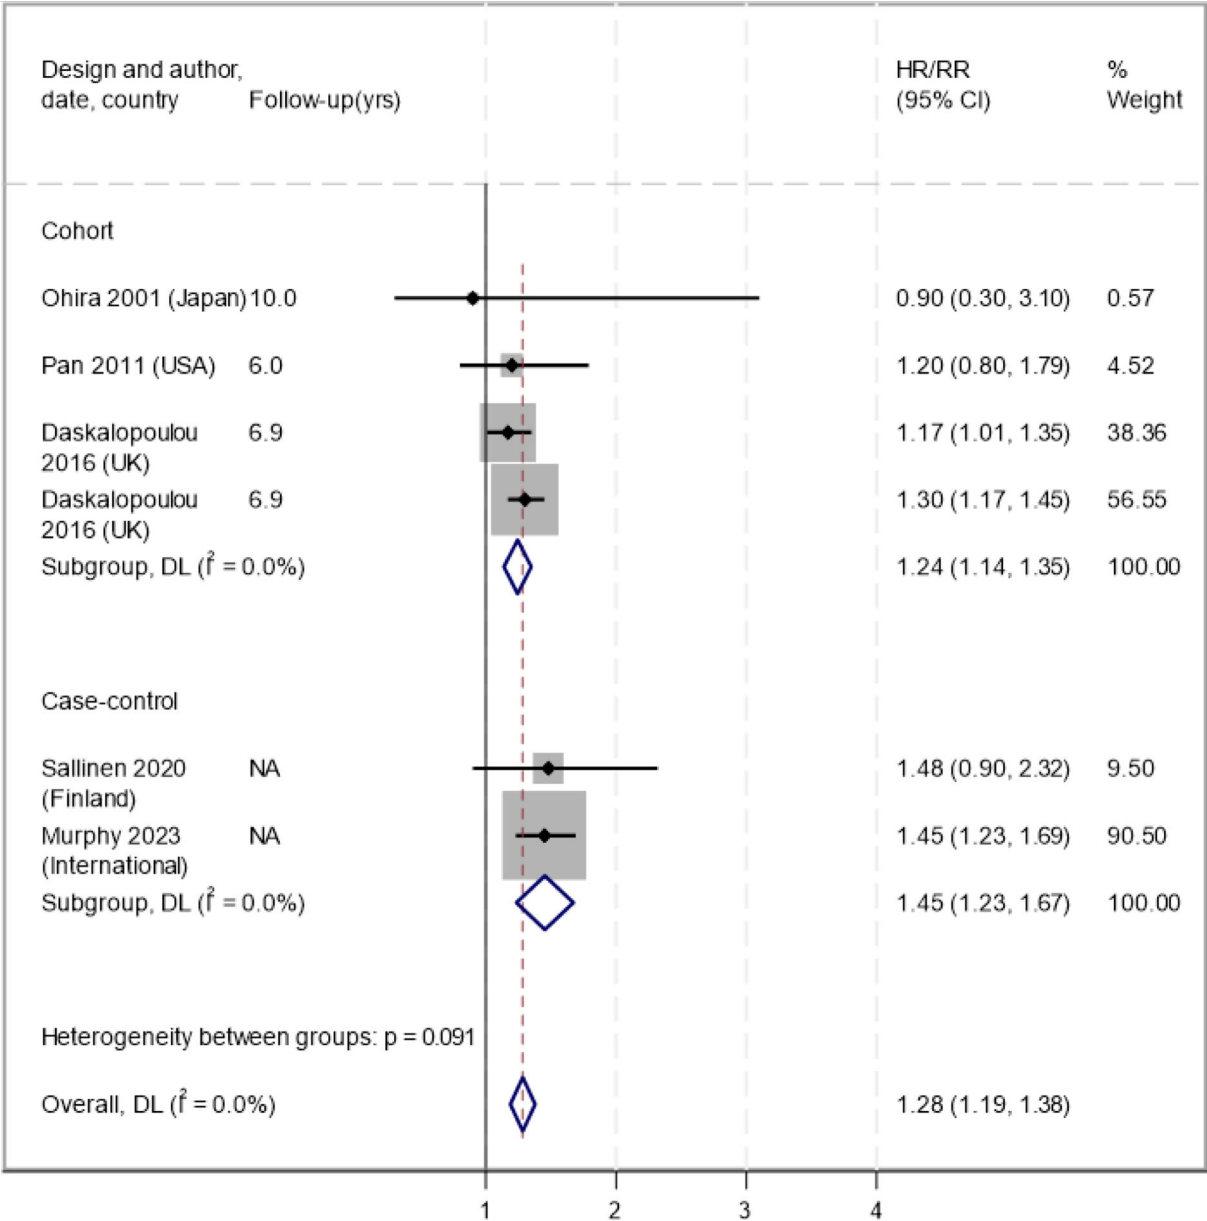 Design and author, HR/RR %
date, country Follow-up(yrs) (95% CI) Weight
Cohort
Ohira 2001 (Japan) 10.0 0.90 (0.30, 3.10) 0.57
Pan 2011 (USA) 6.0 1.20 (0.80, 1.79) 4.52
Daskalopoulou 6.9 1.17 (1.01, 1.35) 38.36
2016 (UK)
Daskalopoulou 6.9 1.30 (1.17, 1.45) 56.55
2016 (UK)
Subgroup, DL (I² = 0.0%) 1.24 (1.14, 1.35) 100.00
Case-control
Sallinen 2020 NA 1.48 (0.90, 2.32) 9.50
(Finland)
Murphy 2023 NA 1.45 (1.23, 1.69) 90.50
(International)
Subgroup, DL (I² = 0.0%) 1.45 (1.23, 1.67) 100.00
Heterogeneity between groups: p = 0.091
Overall, DL (I² = 0.0%) 1.28 (1.19, 1.38)
1 2 3 4